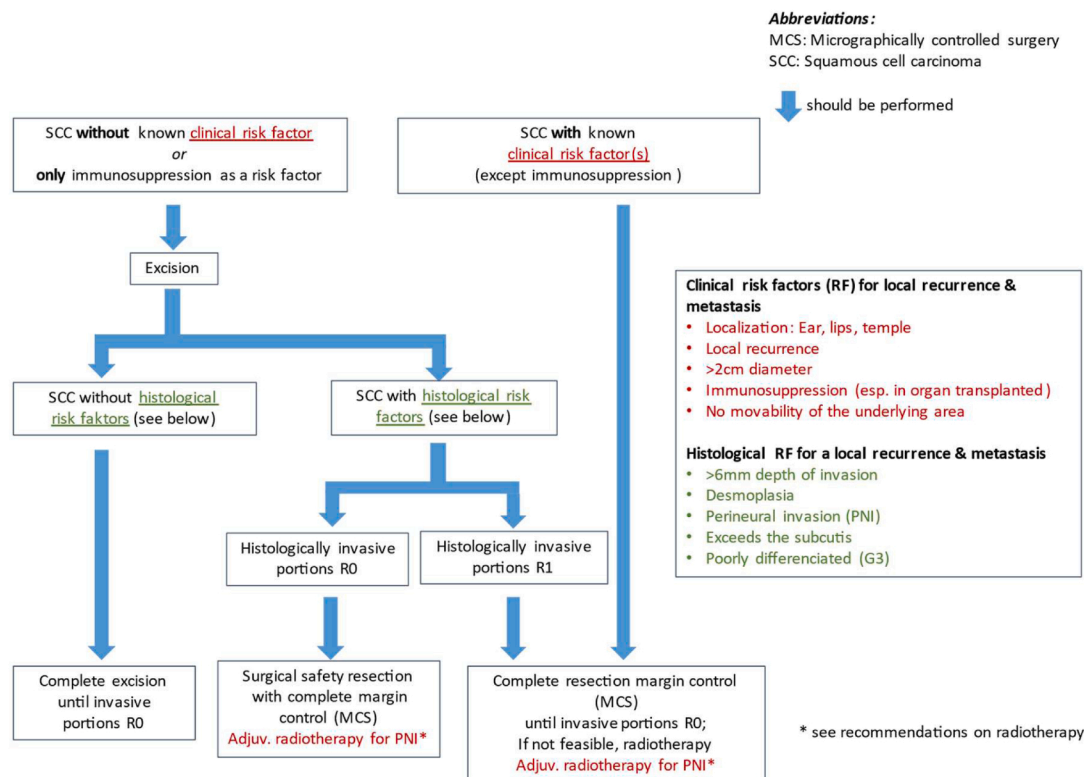 Abbreviations:
MCS: Micrographically controlled surgery
SCC: Squamous cell carcinoma
should be performed
SCC without known clinical risk factor
or
only immunosuppression as a risk factor
SCC with known
clinical risk factor(s)
(except immunosuppression )
Excision
SCC without histological
risk faktors (see below)
SCC with histological risk
factors (see below)
Histologically invasive
portions R0
Histologically invasive
portions R1
Complete excision
until invasive
portions R0
Surgical safety resection
with complete margin
control (MCS)
Adjuv. radiotherapy for PNI*
Complete resection margin control
(MCS)
until invasive portions R0;
If not feasible, radiotherapy
Adjuv. radiotherapy for PNI*
Clinical risk factors (RF) for local recurrence &
metastasis
• Localization: Ear, lips, temple
• Local recurrence
• >2cm diameter
• Immunosuppression (esp. in organ transplanted )
• No movability of the underlying area
Histological RF for a local recurrence & metastasis
• >6mm depth of invasion
• Desmoplasia
• Perineural invasion (PNI)
• Exceeds the subcutis
• Poorly differenciated (G3)
* see recommendations on radiotherapy